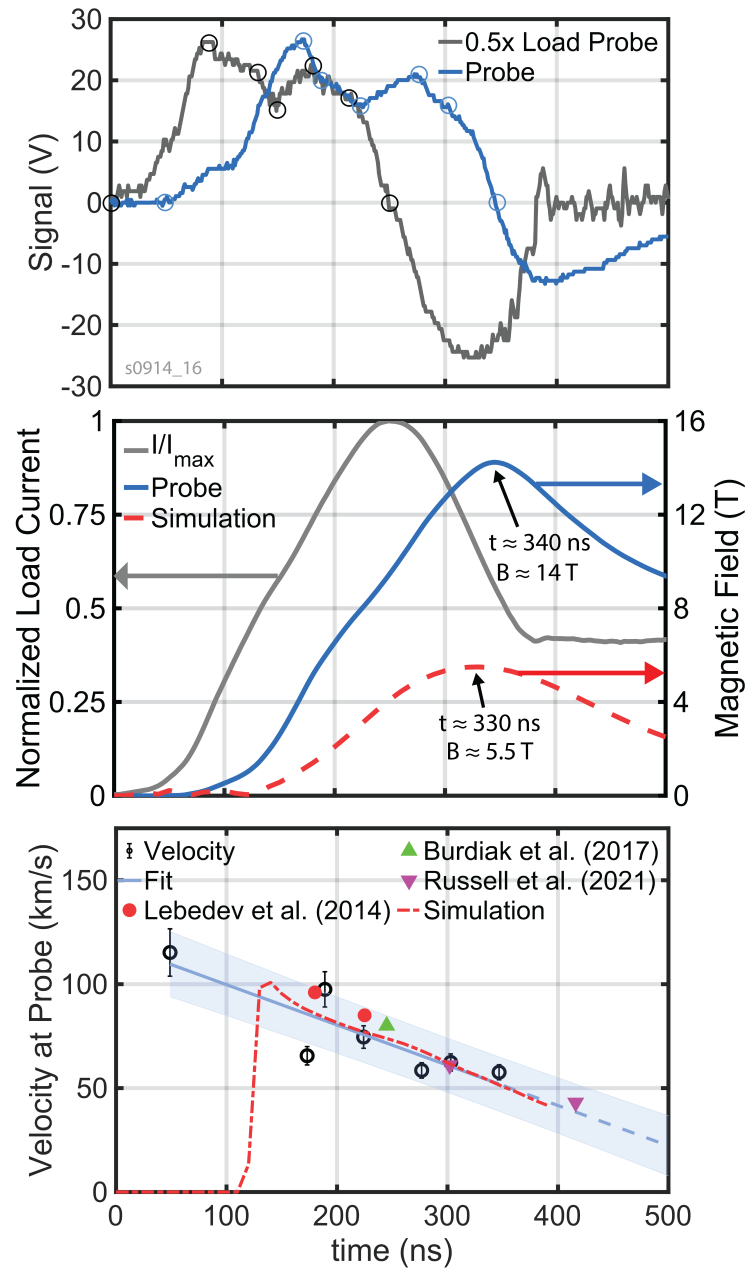 30
20
10
0
-10
-20
-30
Signal (V)
0.5x Load Probe
Probe
s0914_16
1
0.75
0.5
0.25
0
Normalized Load Current
I/Imax
Probe
Simulation
t ≈ 340 ns
B ≈ 14 T
t ≈ 330 ns
B ≈ 5.5 T
16
12
8
4
0
Magnetic Field (T)
150
100
50
0
Velocity at Probe (km/s)
Velocity
Fit
Lebedev et al. (2014)
Burdiak et al. (2017)
Russell et al. (2021)
Simulation
0 100 200 300 400 500
time (ns)